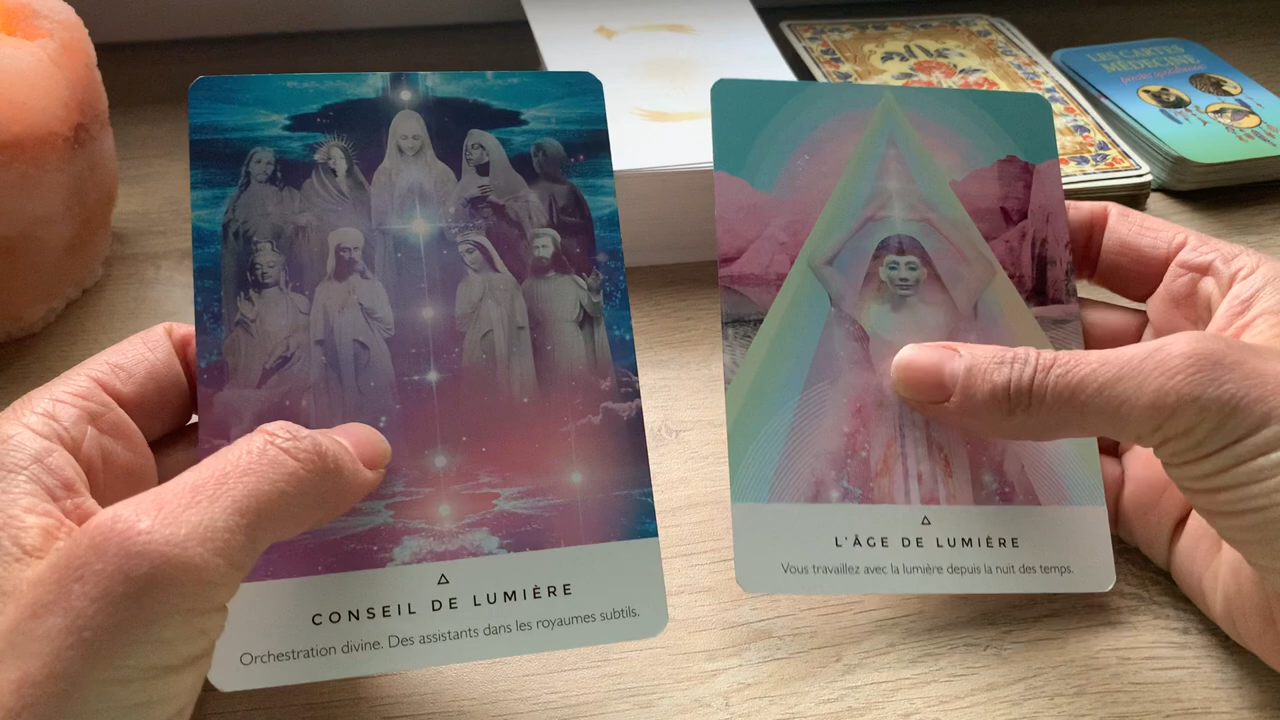 CONSEIL DE LUMIÈRE
Orchestration divine. Des assistants dans les royaumes subtils.
L'ÂGE DE LUMIÈRE
Vous travaillez avec la lumière depuis la nuit des temps.
LES CARTES
MÉDECINE